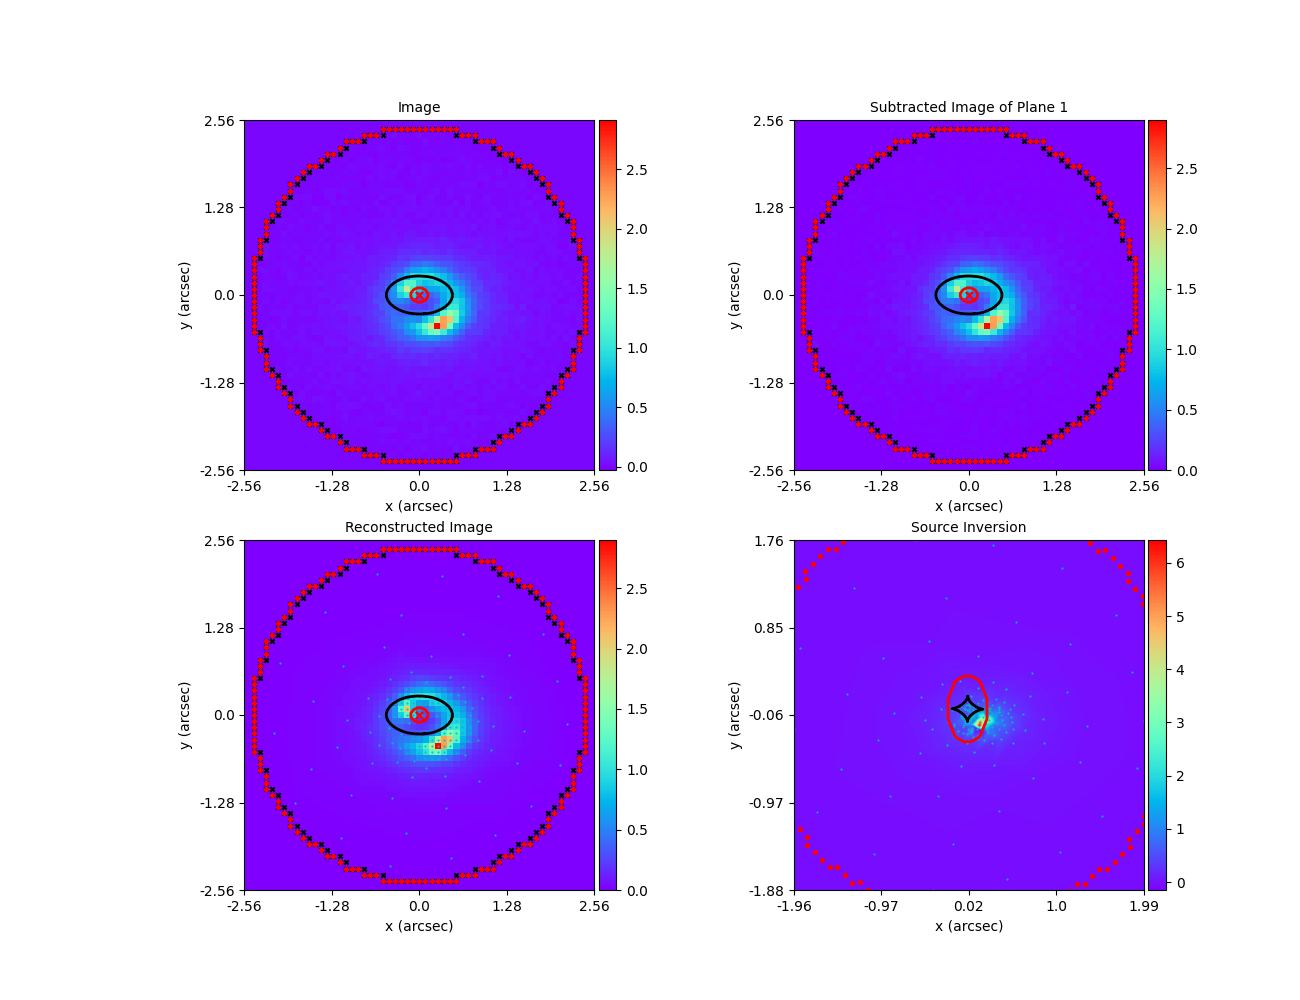 Image
2.56
1.28
0.0
-1.28
-2.56
y (arcsec)
-2.56 -1.28 0.0 1.28 2.56
x (arcsec)
2.5
2.0
1.5
1.0
0.5
0.0
Subtracted Image of Plane 1
2.56
1.28
0.0
-1.28
-2.56
y (arcsec)
-2.56 -1.28 0.0 1.28 2.56
x (arcsec)
2.5
2.0
1.5
1.0
0.5
0.0
Reconstructed Image
2.56
1.28
0.0
-1.28
-2.56
y (arcsec)
-2.56 -1.28 0.0 1.28 2.56
x (arcsec)
2.5
2.0
1.5
1.0
0.5
0.0
Source Inversion
1.76
0.85
-0.06
-0.97
-1.88
y (arcsec)
-1.96 -0.97 0.02 1.0 1.99
x (arcsec)
6
5
4
3
2
1
0